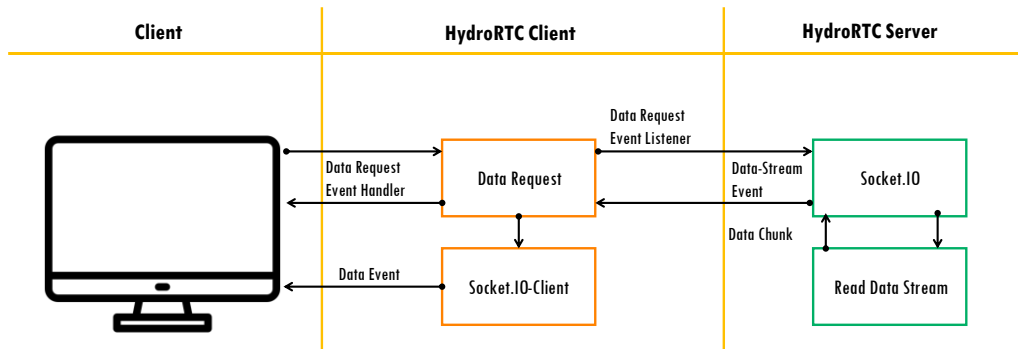 Client
HydroRTC Client
HydroRTC Server
Data Request
Event Listener
Data Request
Event Handler
Data Request
Data-Stream
Event
Socket.IO
Data Chunk
Data Event
Socket.IO-Client
Read Data Stream